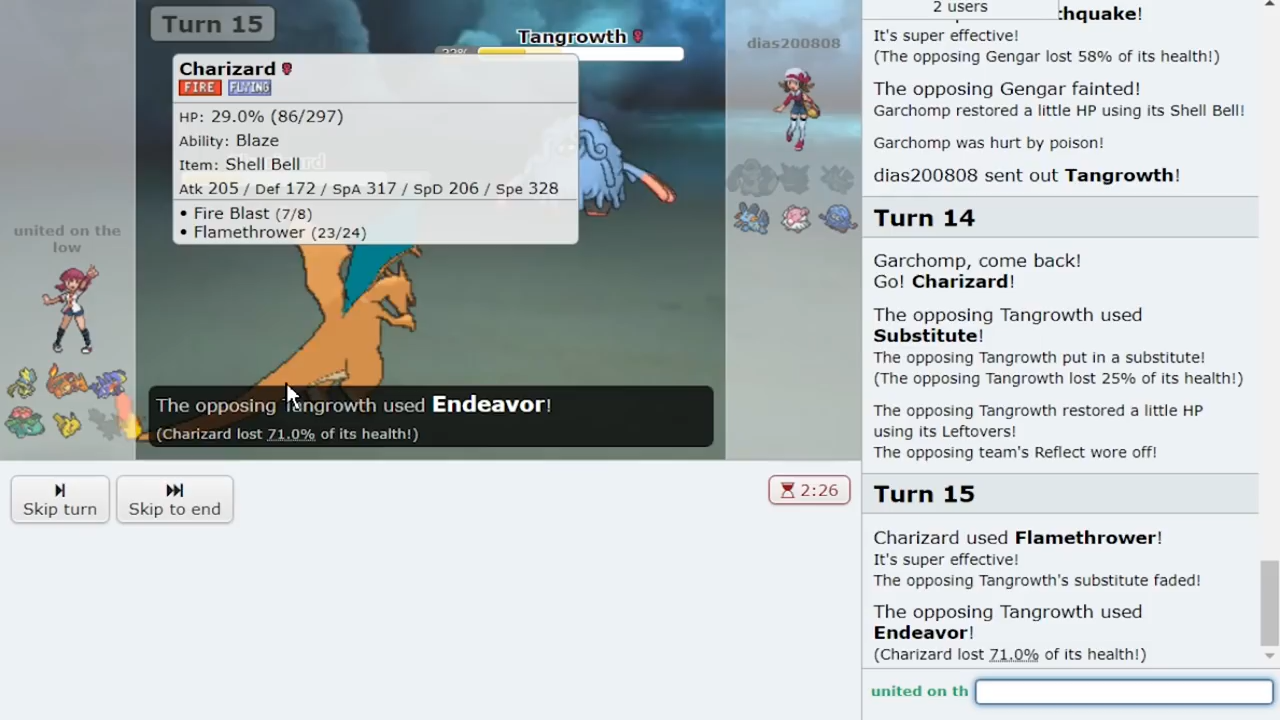 Turn 15
Tangrowth
Charizard
FIRE FLYING
HP: 29.0% (86/297)
Ability: Blaze
Item: Shell Bell
Atk 205 / Def 172 / SpA 317 / SpD 206 / Spe 328
• Fire Blast (7/8)
• Flamethrower (23/24)
dias200808
united on the
low
The opposing Tangrowth used Endeavor!
(Charizard lost 71.0% of its health!)
Skip turn
Skip to end
2:26
2 users
It's super effective!
(The opposing Gengar lost 58% of its health!)
The opposing Gengar fainted!
Garchomp restored a little HP using its Shell Bell!
Garchomp was hurt by poison!
dias200808 sent out Tangrowth!
Turn 14
Garchomp, come back!
Go! Charizard!
The opposing Tangrowth used
Substitute!
The opposing Tangrowth put in a substitute!
(The opposing Tangrowth lost 25% of its health!)
The opposing Tangrowth restored a little HP
using its Leftovers!
The opposing team's Reflect wore off!
Turn 15
Charizard used Flamethrower!
It's super effective!
The opposing Tangrowth's substitute faded!
The opposing Tangrowth used
Endeavor!
(Charizard lost 71.0% of its health!)
united on th